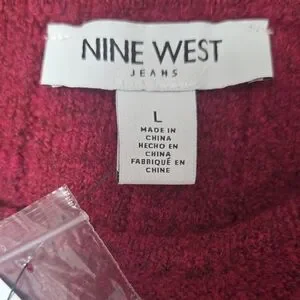 NINE WEST
JEANS
L
MADE IN
CHINA
HECHO EN
CHINA
FABRIQUÉ EN
CHINE